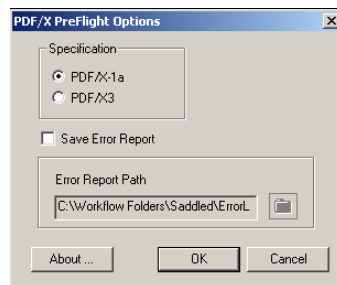 PDF/X PreFlight Options
Specification
PDF/X-1a
PDF/X3
Save Error Report
Error Report Path
C:\Workflow Folders\Saddled\ErrorL
About ...
OK
Cancel